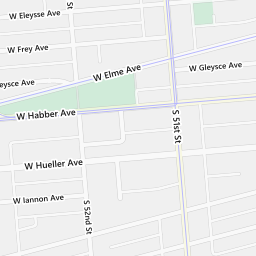 W Eleysse Ave
W Frey Ave
W Gleysce Ave
W Elme Ave
eysce Ave
W Habber Ave
S 51st St
W Hueller Ave
W Iannon Ave
S 52nd St